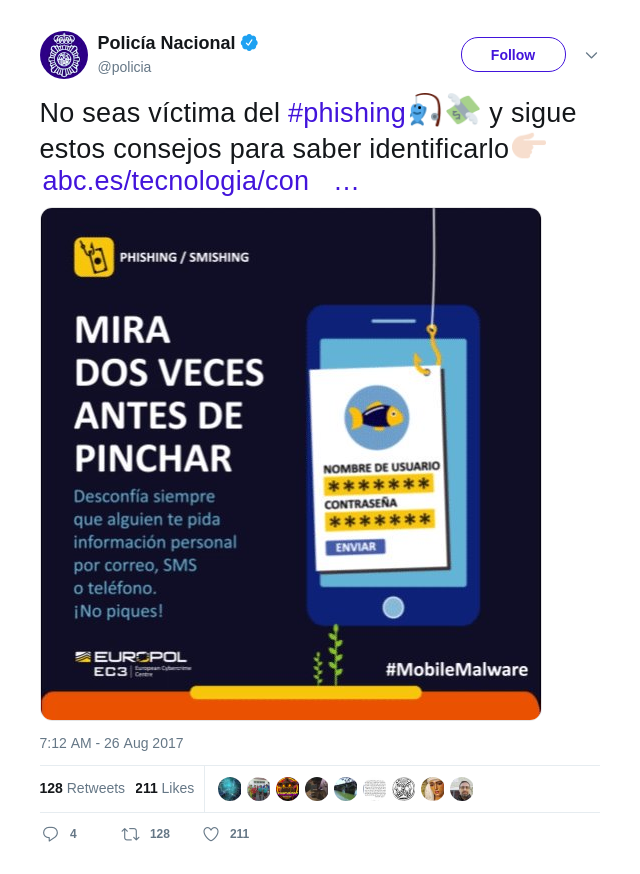 Policía Nacional
@policia
Follow
No seas víctima del #phishing y sigue
estos consejos para saber identificarlo
abc.es/tecnologia/con …
PHISHING / SMISHING
MIRA
DOS VECES
ANTES DE
PINCHAR
Desconfía siempre
que alguien te pida
información personal
por correo, SMS
o teléfono.
¡No piques!
NOMBRE DE USUARIO
*******
CONTRASEÑA
*******
ENVIAR
EUROPOL
EC3 European Cybercrime
Centre
#MobileMalware
7:12 AM - 26 Aug 2017
128 Retweets 211 Likes
4 128 211